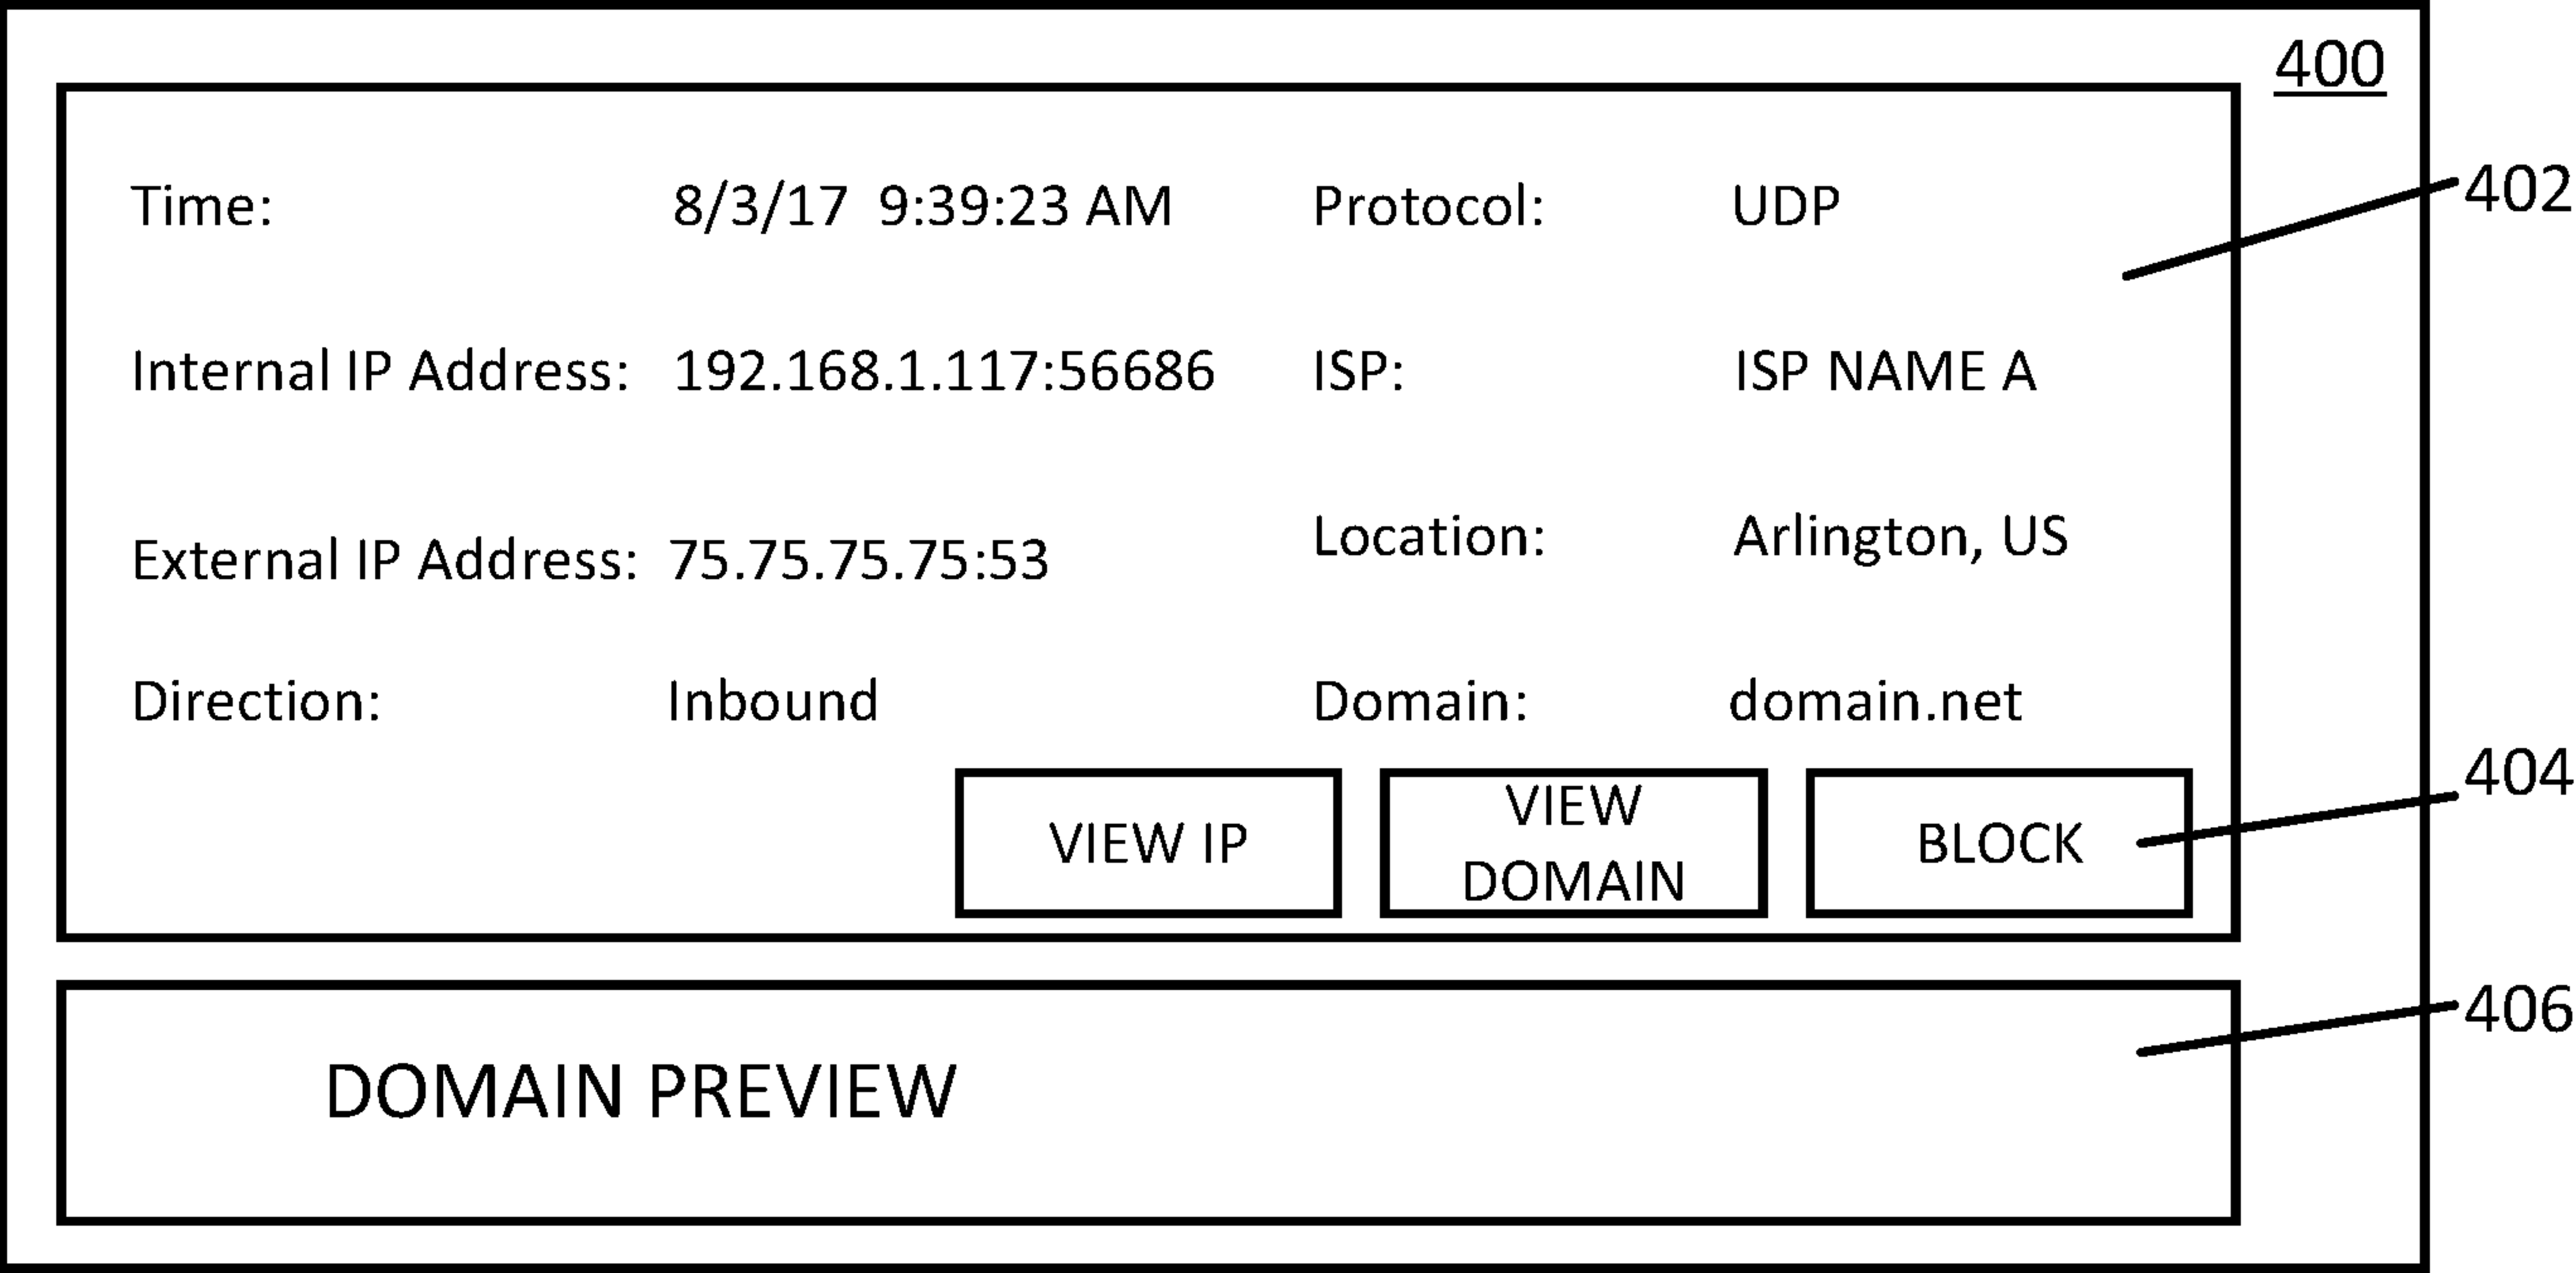 400
Time: 8/3/17 9:39:23 AM Protocol: UDP
402
Internal IP Address: 192.168.1.117:56686 ISP: ISP NAME A
External IP Address: 75.75.75.75:53 Location: Arlington, US
Direction: Inbound Domain: domain.net
VIEW IP
VIEW
DOMAIN
BLOCK
404
DOMAIN PREVIEW
406